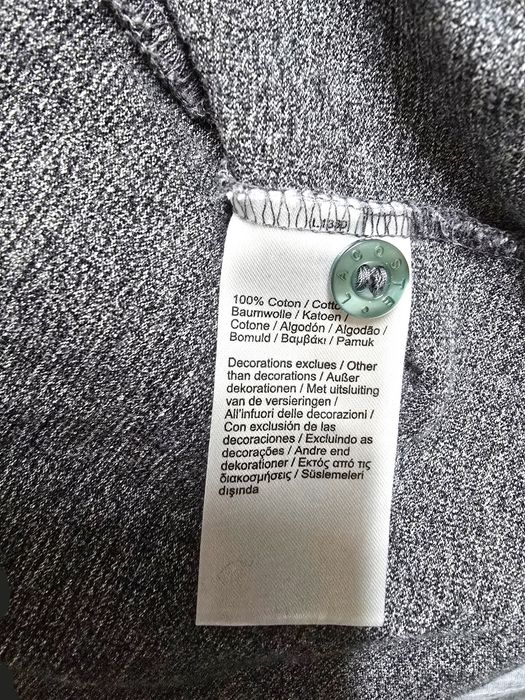 LACOSTE
100% Coton / Cotto
Baumwolle / Katoen /
Cotone / Algodón / Algodão /
Bomuld / Βαμβάκι / Pamuk
Decorations exclues / Other
than decorations / Außer
dekorationen / Met uitsluiting
van de versieringen /
All'infuori delle decorazioni /
Con exclusión de las
decoraciones / Excluindo as
decorações / Andre end
dekorationer / Εκτός από τις
διακοσμήσεις / Süslemeleri
dışında